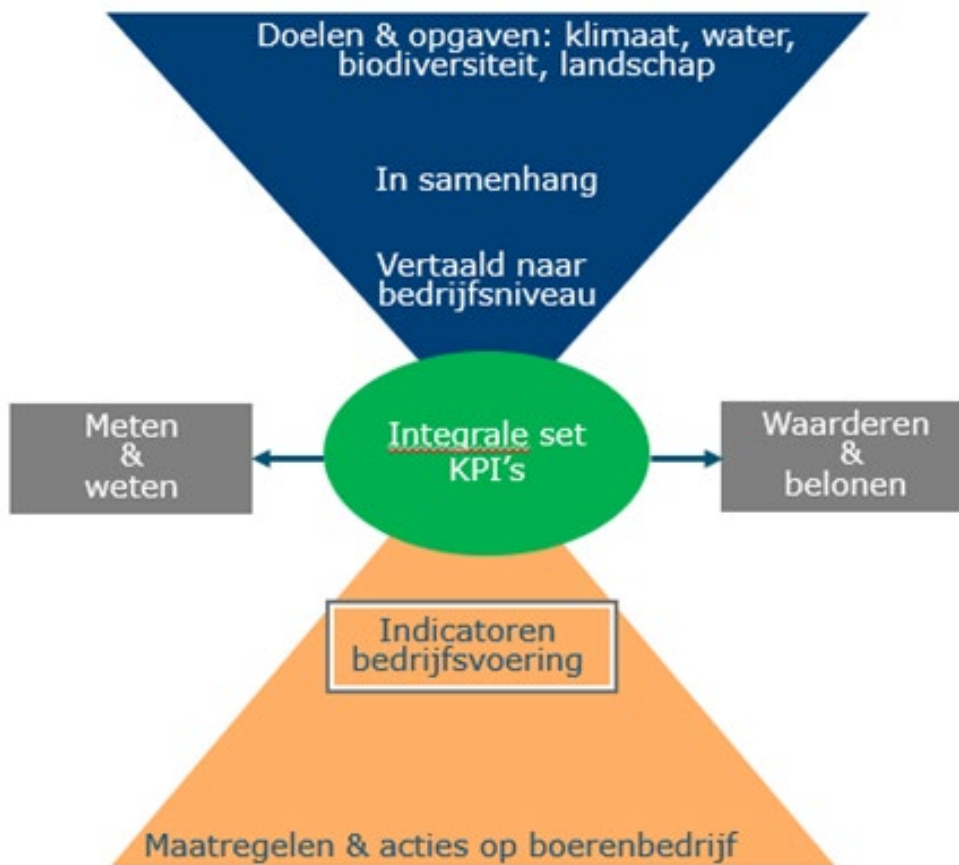 Doelen & opgaven: klimaat, water,
biodiversiteit, landschap
In samenhang
Vertaald naar
bedrijfsniveau
Meten
&
weten
Integrale set
KPI's
Waarderen
&
belonen
Indicatoren
bedrijfsvoering
Maatregelen & acties op boerenbedrijf